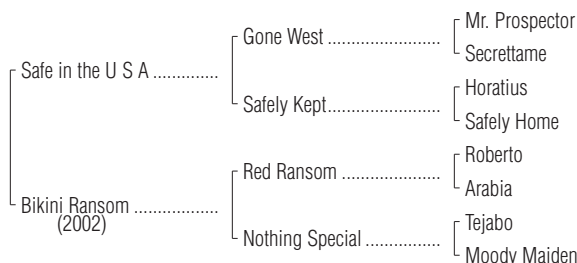 Mr. Prospector
Gone West ........................
Secrettame
Safe in the U S A .............
Horatius
Safely Kept........................
Safely Home
Roberto
Red Ransom .....................
Arabia
Bikini Ransom .................
(2002)
Tejabo
Nothing Special ................
Moody Maiden